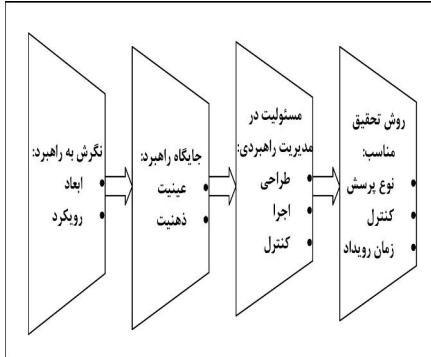 نگرش به راهبرد:
• ابعاد
• رویکرد
جایگاه راهبرد:
• عینیت
• ذهنیت
مسئولیت در
مدیریت راهبردی:
• طراحی
• اجرا
• کنترل
روش تحقیق
مناسب:
• نوع پرسش
• کنترل
• زمان رویداد